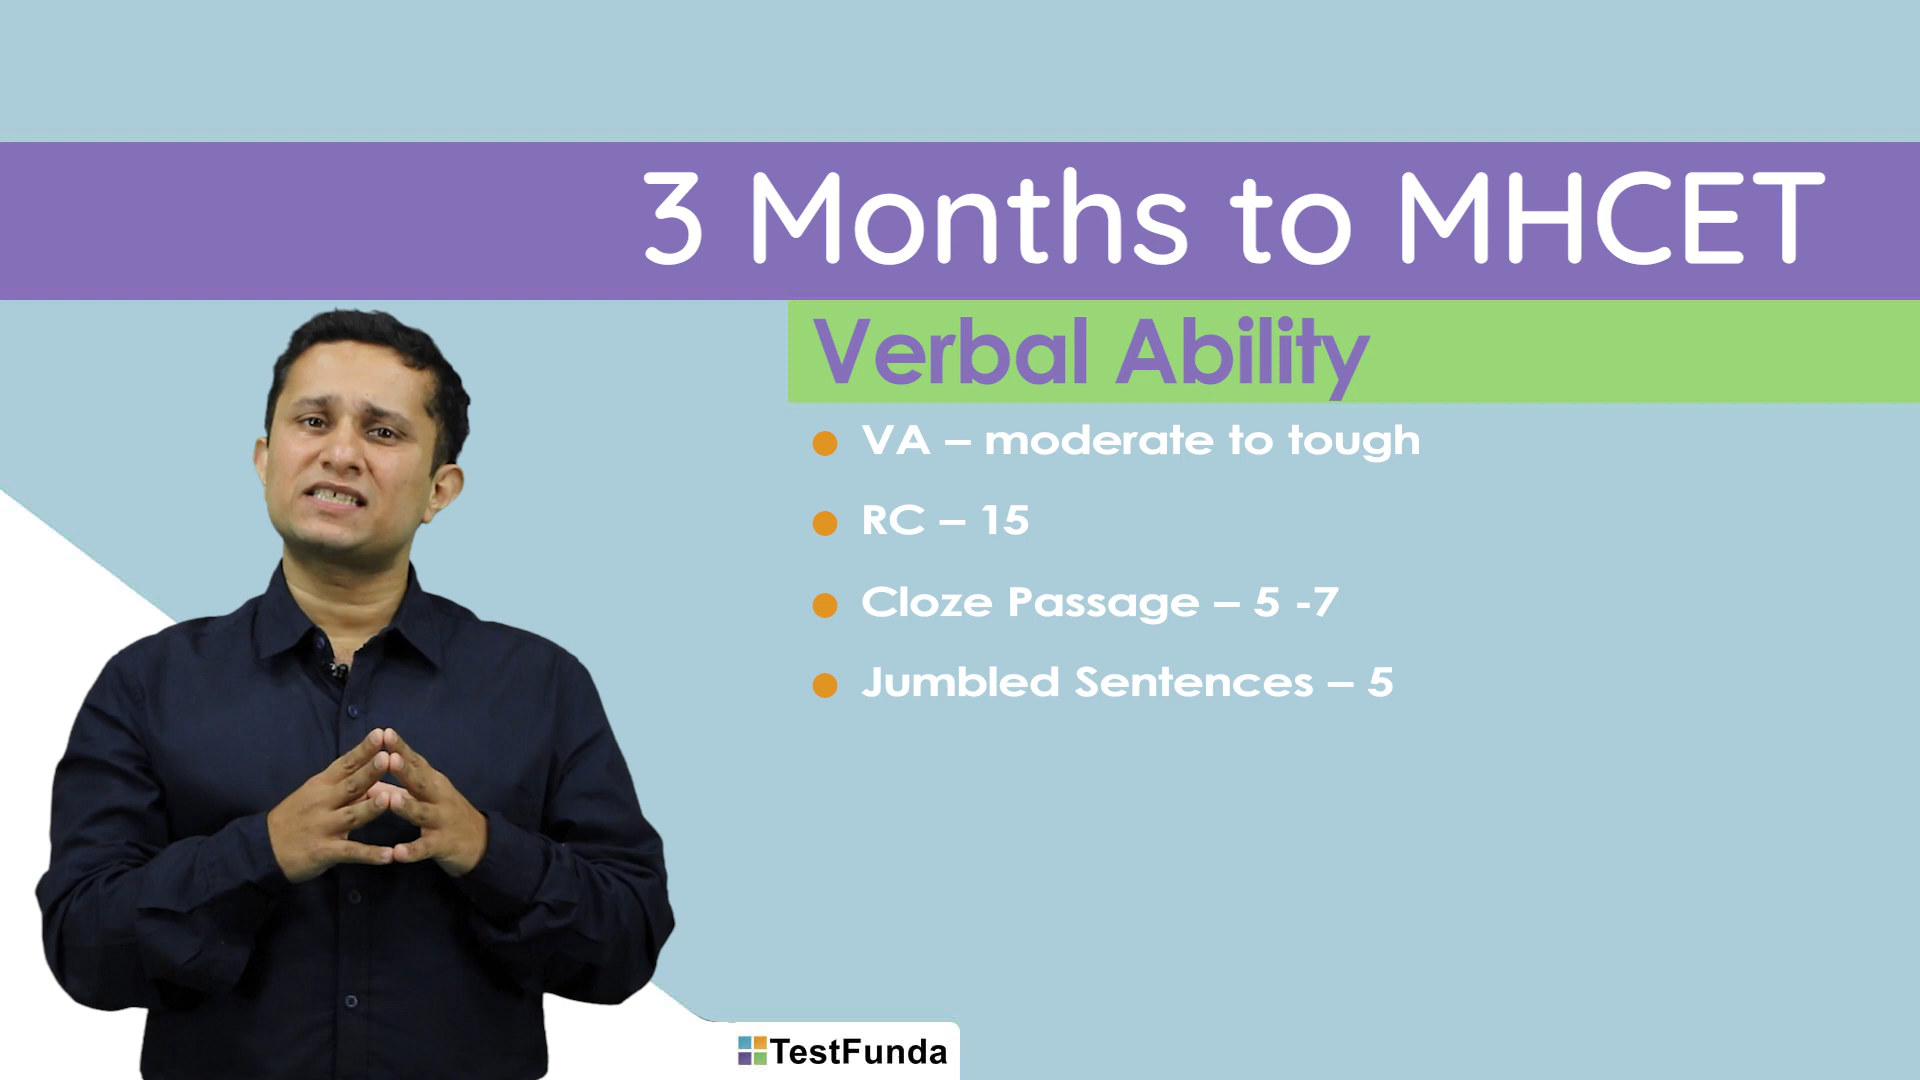 3 Months to MHCET
Verbal Ability
VA – moderate to tough
RC – 15
Cloze Passage – 5 -7
Jumbled Sentences – 5
TestFunda